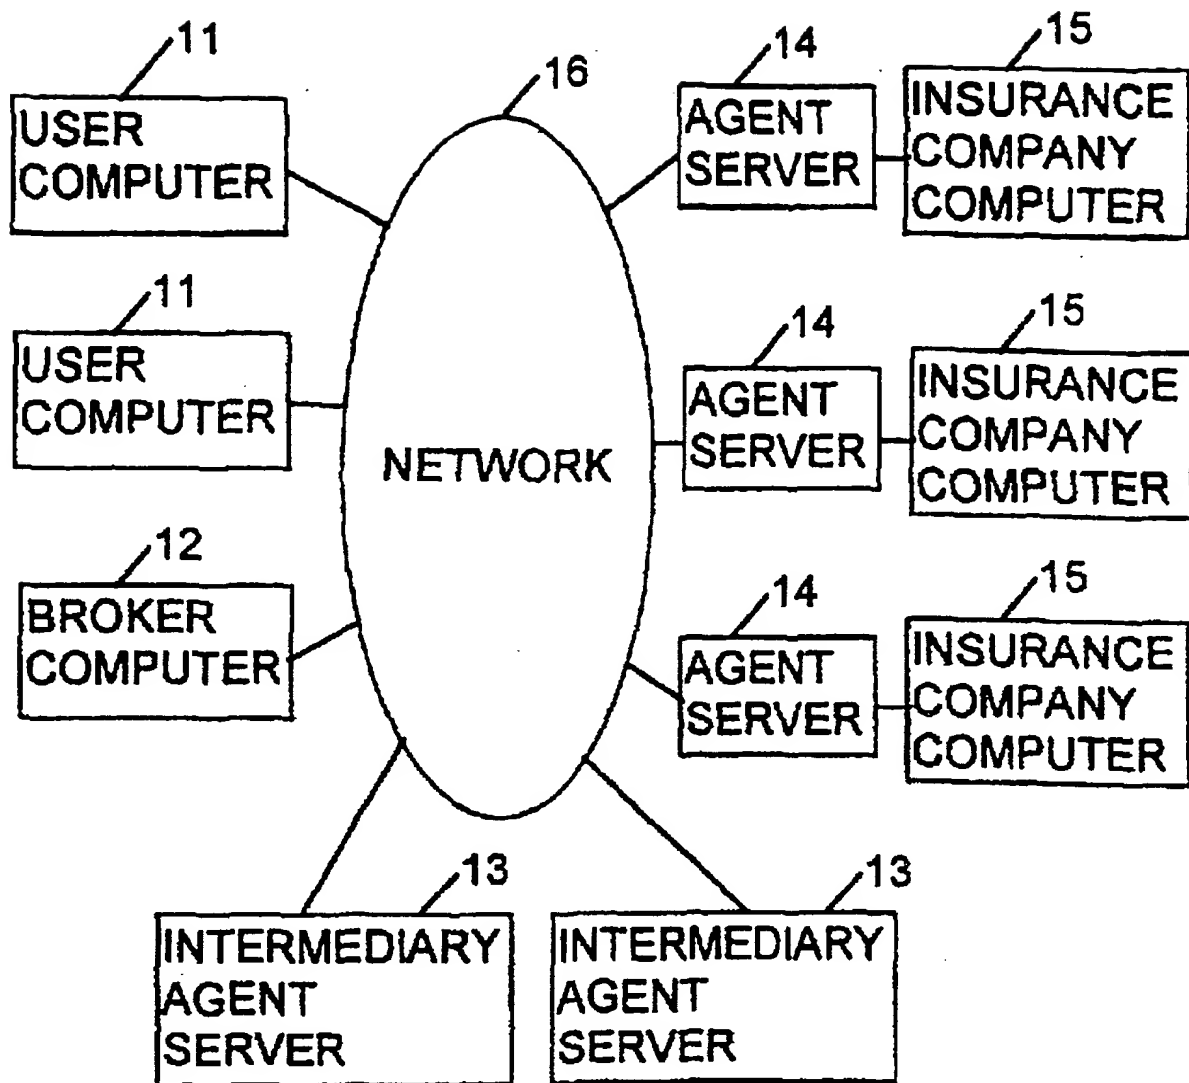 11
USER
COMPUTER
11
USER
COMPUTER
12
BROKER
COMPUTER
16
NETWORK
14
AGENT
SERVER
15
INSURANCE
COMPANY
COMPUTER
14
AGENT
SERVER
15
INSURANCE
COMPANY
COMPUTER
14
AGENT
SERVER
15
INSURANCE
COMPANY
COMPUTER
13
INTERMEDIARY
AGENT
SERVER
13
INTERMEDIARY
AGENT
SERVER